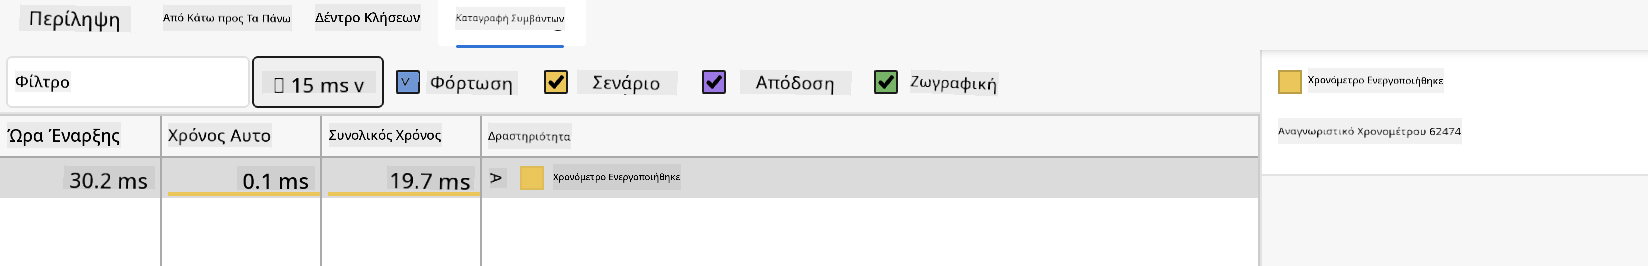 Περίληψη
Από Κάτω προς Τα Πάνω
Δέντρο Κλήσεων
Καταγραφή Συμβάντων
Φίλτρο
15 ms v
Φόρτωση
Σενάριο
Απόδοση
Ζωγραφική
Χρονόμετρο Ενεργοποιήθηκε
Αναγνωριστικό Χρονομέτρου 62474
Ώρα Έναρξης
Χρόνος Αυτο
Συνολικός Χρόνος
Δραστηριότητα
30.2 ms
0.1 ms
19.7 ms
Χρονόμετρο Ενεργοποιήθηκε